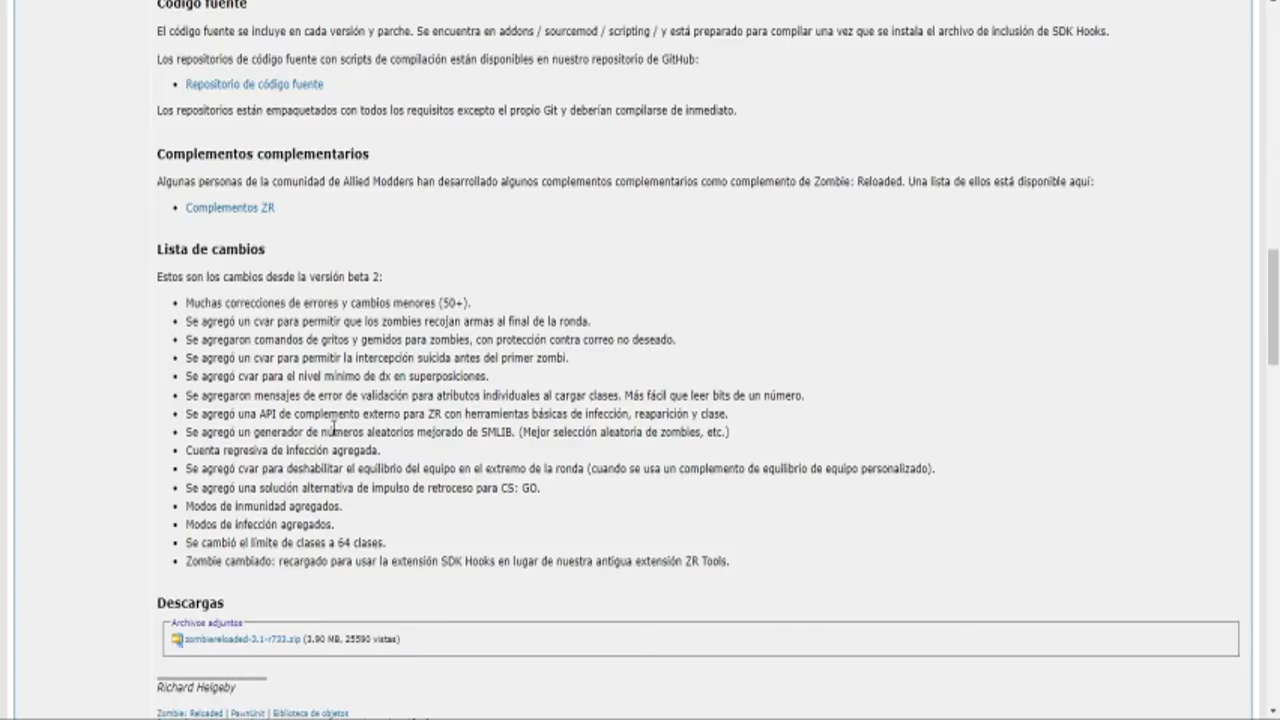 Código fuente
El código fuente se incluye en cada versión y parche. Se encuentra en addons / sourcemod / scripting / y está preparado para compilar una vez que se instala el archivo de inclusión de SDK Hooks.
Los repositorios de código fuente con scripts de compilación están disponibles en nuestro repositorio de GitHub:
• Repositorio de código fuente
Los repositorios están empaquetados con todos los requisitos excepto el propio Git y deberían compilarse de inmediato.
Complementos complementarios
Algunas personas de la comunidad de Allied Modders han desarrollado algunos complementos complementarios como complemento de Zombie: Reloaded. Una lista de ellos está disponible aquí:
• Complementos ZR
Lista de cambios
Estos son los cambios desde la versión beta 2:
• Muchas correcciones de errores y cambios menores (50+).
• Se agregó un cvar para permitir que los zombies recojan armas al final de la ronda.
• Se agregaron comandos de gritos y gemidos para zombies, con protección contra correo no deseado.
• Se agregó un cvar para permitir la intercepción suicida antes del primer zombi.
• Se agregó cvar para el nivel mínimo de dx en superposiciones.
• Se agregaron mensajes de error de validación para atributos individuales al cargar clases. Más fácil que leer bits de un número.
• Se agregó una API de complemento externo para ZR con herramientas básicas de infección, reaparición y clase.
• Se agregó un generador de números aleatorios mejorado de SMLIB. (Mejor selección aleatoria de zombies, etc.)
• Cuenta regresiva de infección agregada.
• Se agregó cvar para deshabilitar el equilibrio del equipo en el extremo de la ronda (cuando se usa un complemento de equilibrio de equipo personalizado).
• Se agregó una solución alternativa de impulso de retroceso para CS: GO.
• Modos de inmunidad agregados.
• Modos de infección agregados.
• Se cambió el límite de clases a 64 clases.
• Zombie cambiado: recargado para usar la extensión SDK Hooks en lugar de nuestra antigua extensión ZR Tools.
Descargas
Archivos adjuntos
zombiereloaded-3.1-r733.zip (3.90 MB, 25590 vistas)
Richard Helgeby
Zombie: Reloaded | PawnUnit | Biblioteca de objetos